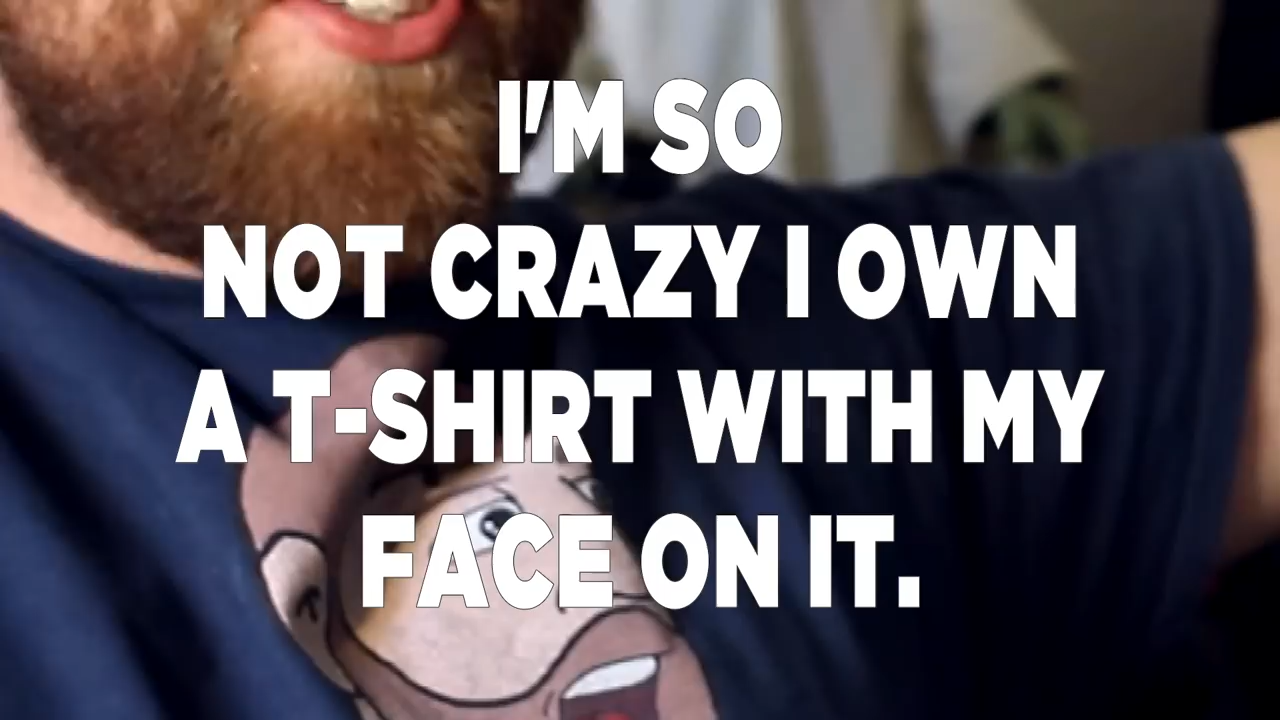 I'M SO
NOT CRAZY I OWN
A T-SHIRT WITH MY
FACE ON IT.